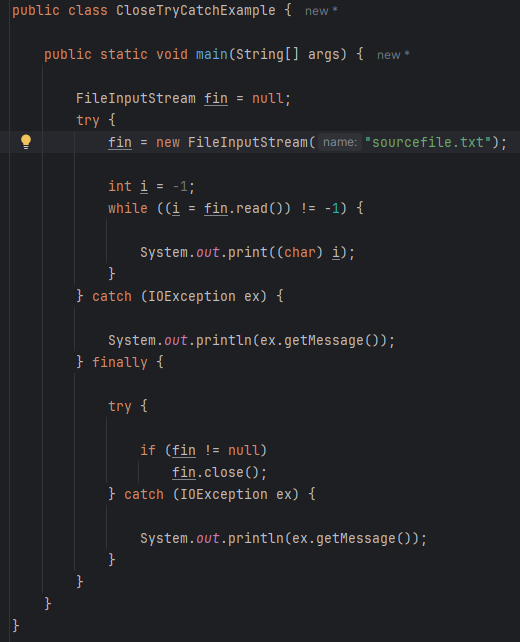 public class CloseTryCatchExample { new *
public static void main(String[] args) { new *
FileInputStream fin = null;
try {
fin = new FileInputStream( name: "sourcefile.txt");
int i = -1;
while ((i = fin.read()) != -1) {
System.out.print((char) i);
}
} catch (IOException ex) {
System.out.println(ex.getMessage());
} finally {
try {
if (fin != null)
fin.close();
} catch (IOException ex) {
System.out.println(ex.getMessage());
}
}
}
}